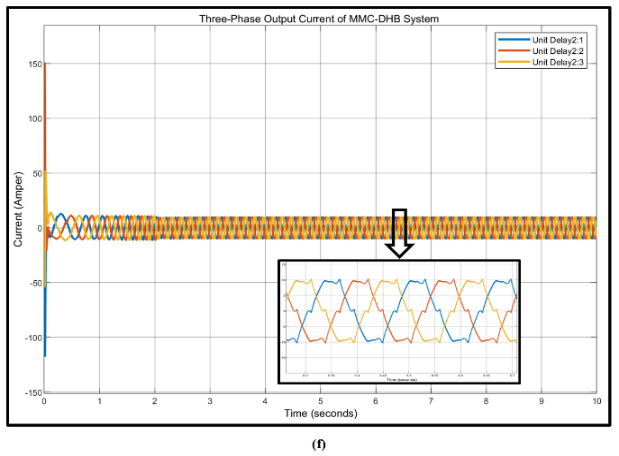 Three-Phase Output Current of MMC-DHB System
Unit Delay2:1
Unit Delay2:2
Unit Delay2:3
150
100
50
0
-50
-100
-150
Current (Amper)
0 1 2 3 4 5 6 7 8 9 10
Time (seconds)
Time (seconds)
(f)